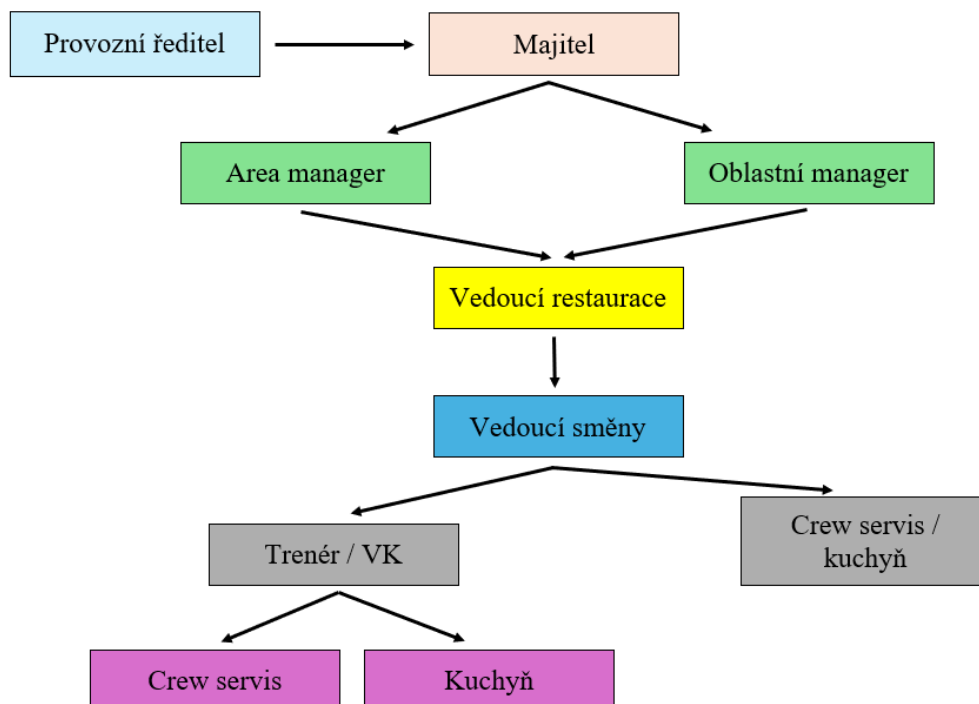 Provozní ředitel
Majitel
Area manager
Oblastní manager
Vedoucí restaurace
Vedoucí směny
Trenér / VK
Crew servis /
kuchyň
Crew servis
Kuchyň